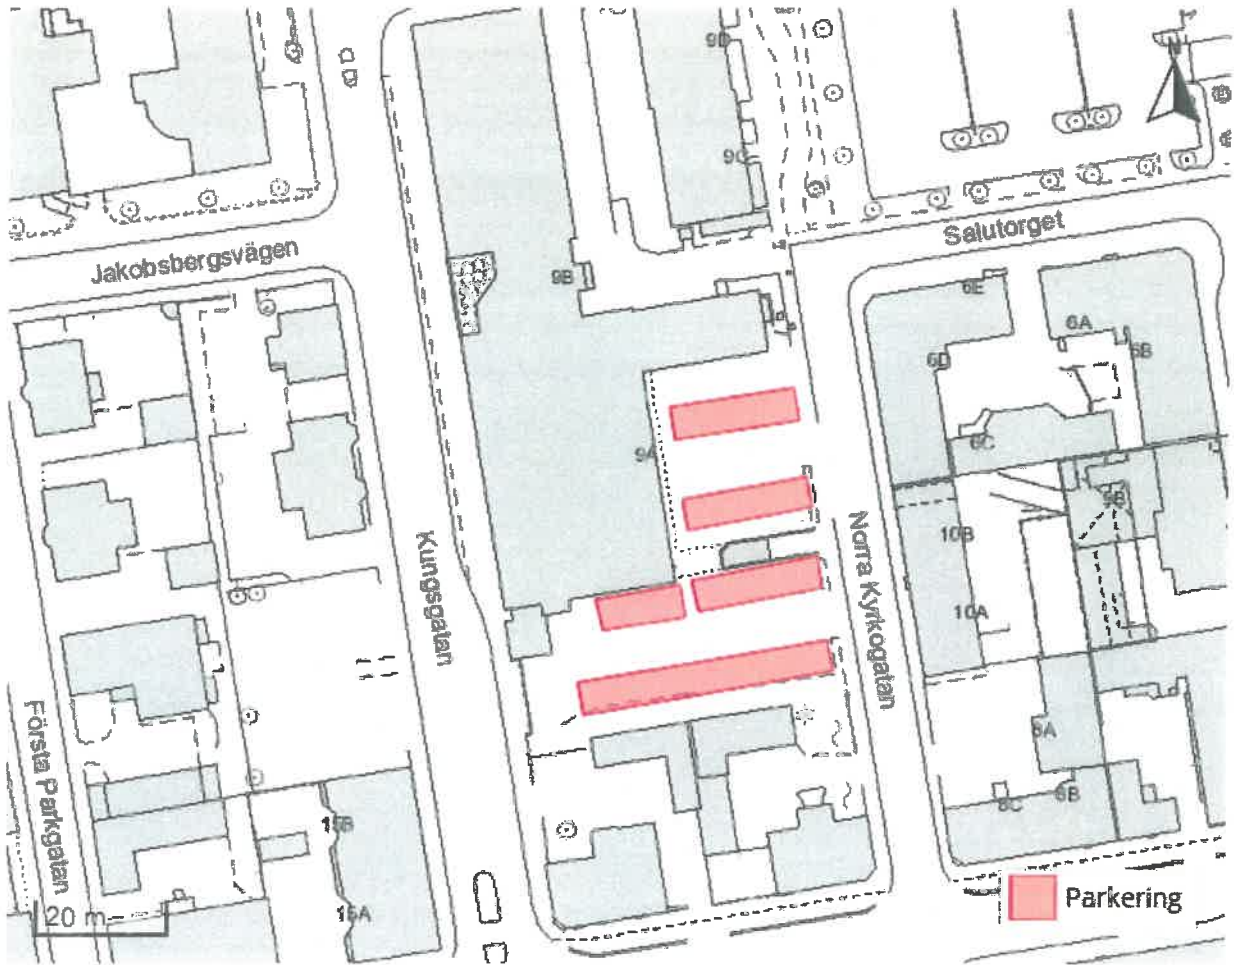 9D
9C
Salutorget
Jakobsbergsvägen
9B
6E
6A
6B
6D
9A
6C
9B
10B
Kungsgatan
Norra Kyrkogatan
10A
Första Parkgatan
8A
8B
8C
15B
15A
20 m
Parkering